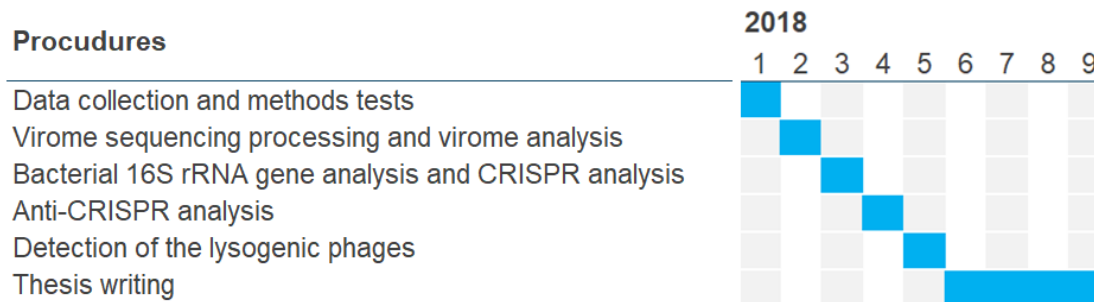 Procudures
2018
1 2 3 4 5 6 7 8 9
Data collection and methods tests
Virome sequencing processing and virome analysis
Bacterial 16S rRNA gene analysis and CRISPR analysis
Anti-CRISPR analysis
Detection of the lysogenic phages
Thesis writing